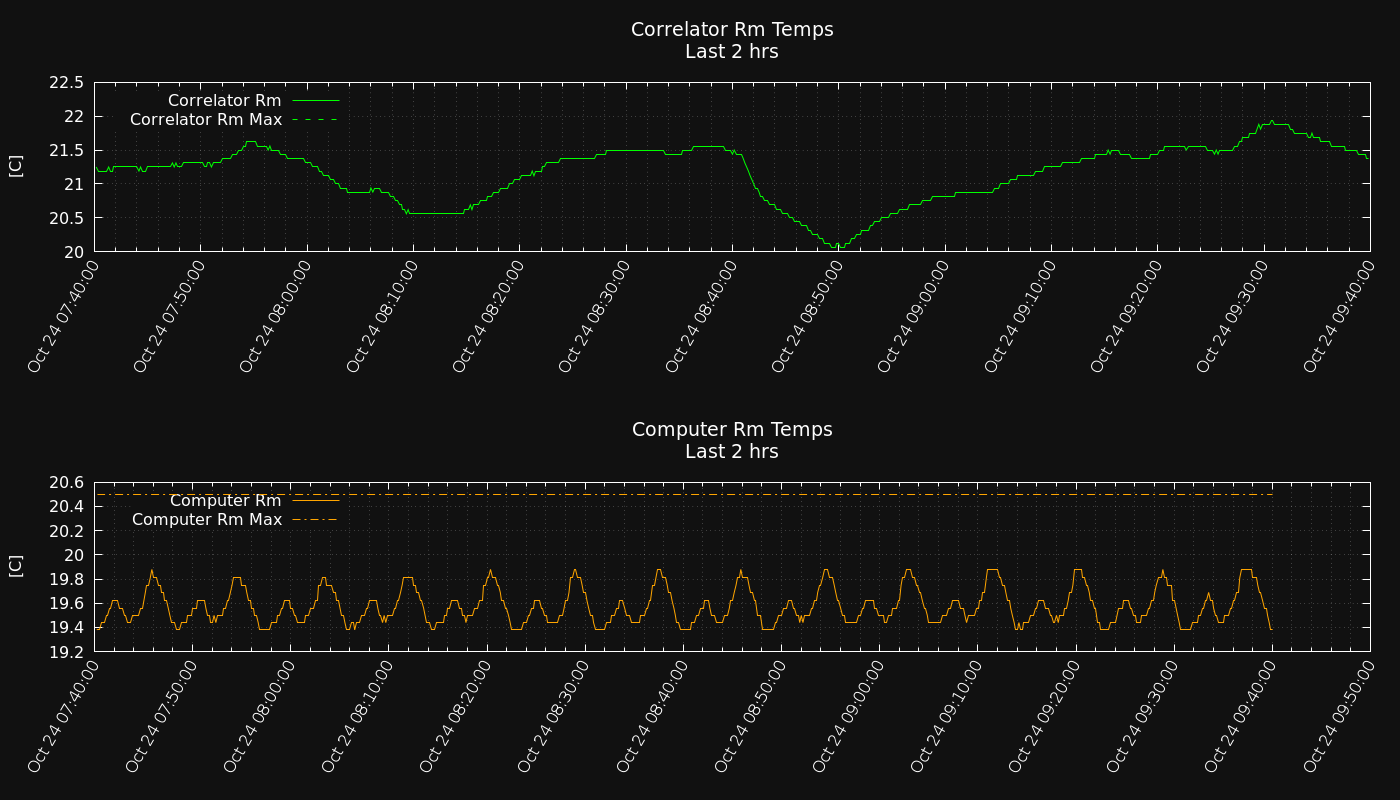 Correlator Rm Temps
Last 2 hrs
22.5
22
21.5
21
20.5
20
[C]
Correlator Rm
Correlator Rm Max
Oct 24 07:40:00
Oct 24 07:50:00
Oct 24 08:00:00
Oct 24 08:10:00
Oct 24 08:20:00
Oct 24 08:30:00
Oct 24 08:40:00
Oct 24 08:50:00
Oct 24 09:00:00
Oct 24 09:10:00
Oct 24 09:20:00
Oct 24 09:30:00
Oct 24 09:40:00
Computer Rm Temps
Last 2 hrs
20.6
20.4
20.2
20
19.8
19.6
19.4
19.2
[C]
Computer Rm
Computer Rm Max
Oct 24 07:40:00
Oct 24 07:50:00
Oct 24 08:00:00
Oct 24 08:10:00
Oct 24 08:20:00
Oct 24 08:30:00
Oct 24 08:40:00
Oct 24 08:50:00
Oct 24 09:00:00
Oct 24 09:10:00
Oct 24 09:20:00
Oct 24 09:30:00
Oct 24 09:40:00
Oct 24 09:50:00